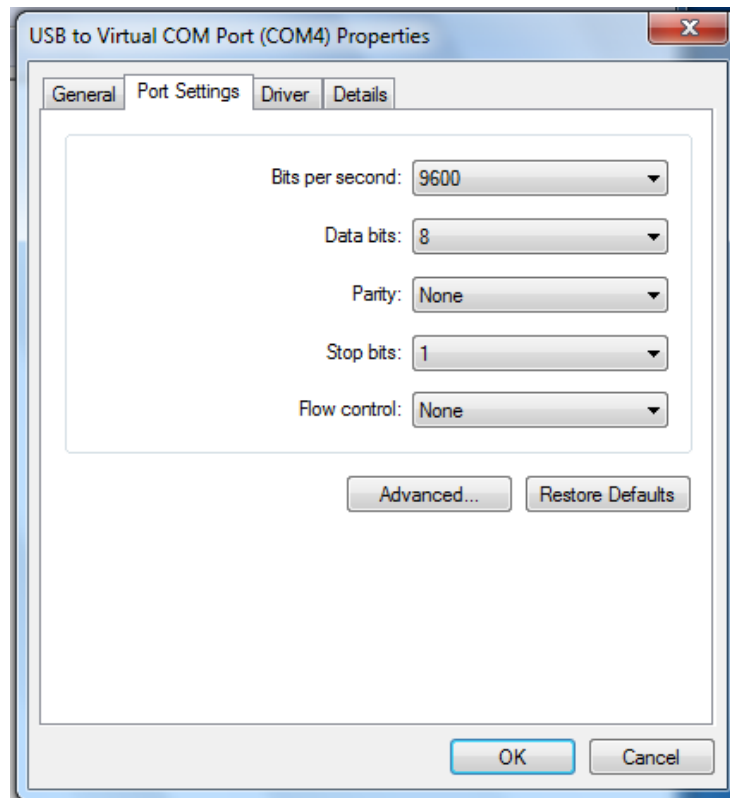 USB to Virtual COM Port (COM4) Properties
General Port Settings Driver Details
Bits per second: 9600
Data bits: 8
Parity: None
Stop bits: 1
Flow control: None
Advanced... Restore Defaults
OK Cancel